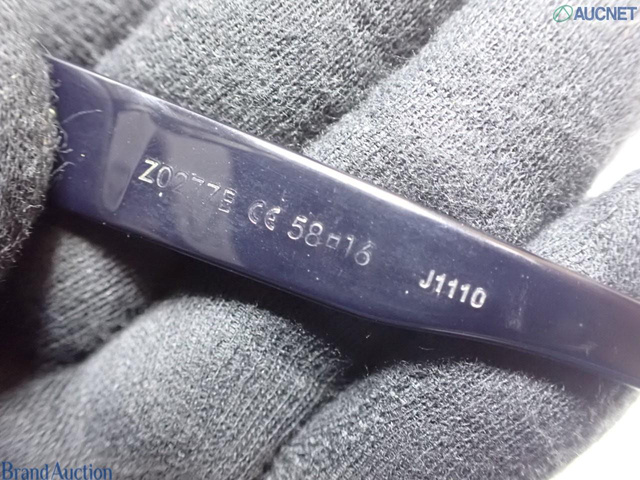 AUCNET
Z0277E CE 58□16
J1110
Brand Auction